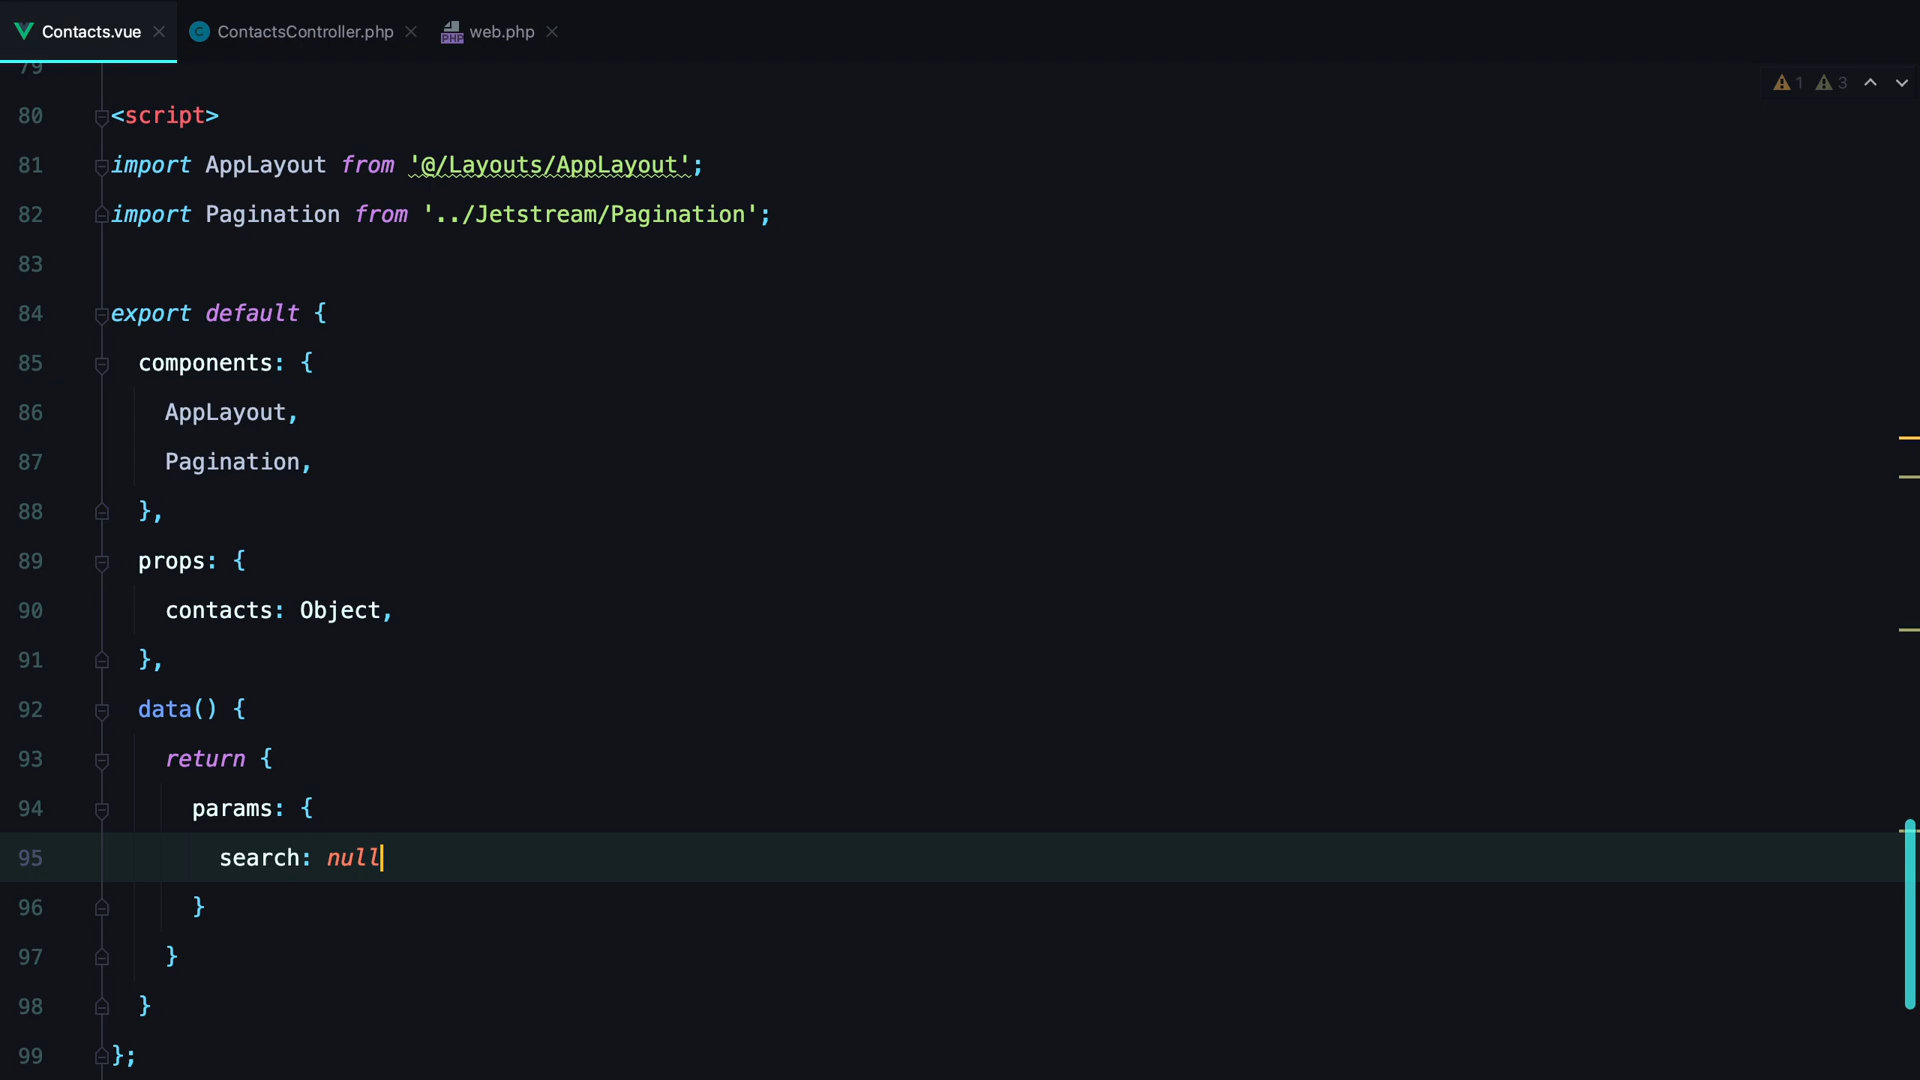 Contacts.vue ContactsController.php web.php
79
1 3
80 <script>
81 import AppLayout from '@/Layouts/AppLayout';
82 import Pagination from '../Jetstream/Pagination';
83
84 export default {
85 components: {
86 AppLayout,
87 Pagination,
88 },
89 props: {
90 contacts: Object,
91 },
92 data() {
93 return {
94 params: {
95 search: null
96 }
97 }
98 }
99 };